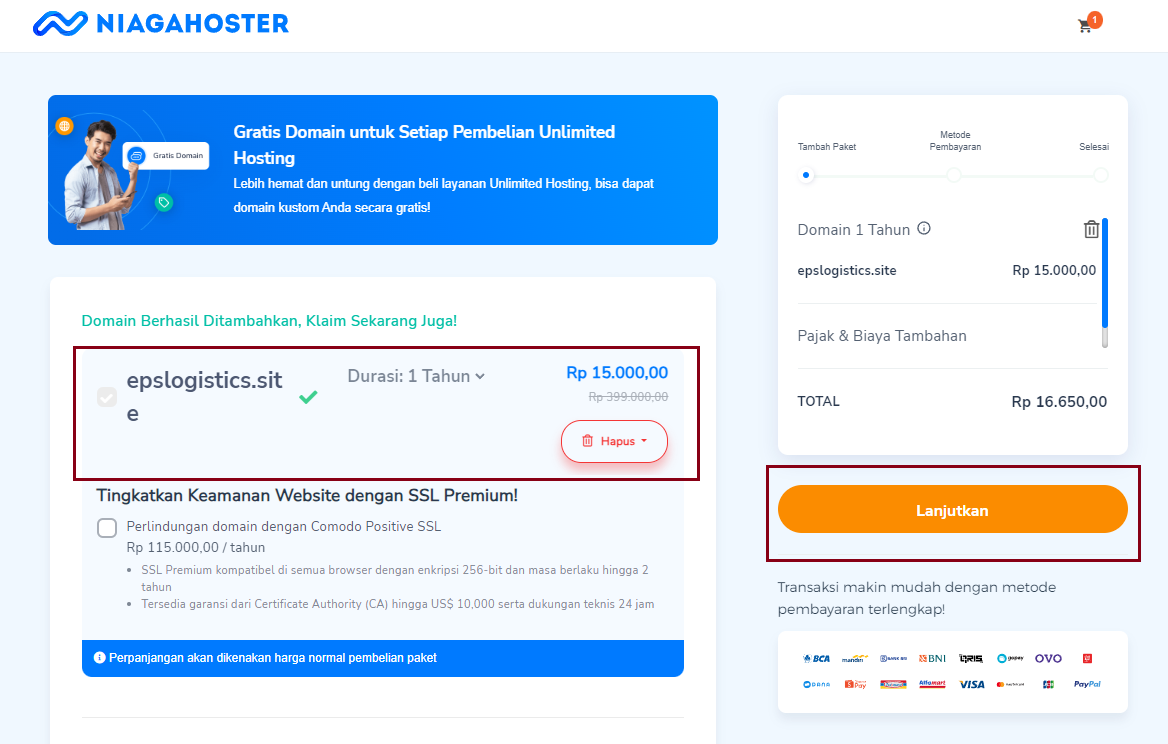 NIAGAHOSTER
1
Gratis Domain
Gratis Domain untuk Setiap Pembelian Unlimited
Hosting
Lebih hemat dan untung dengan beli layanan Unlimited Hosting, bisa dapat
domain kustom Anda secara gratis!
Domain Berhasil Ditambahkan, Klaim Sekarang Juga!
epslogistics.sit
e
Durasi: 1 Tahun
Rp 15.000,00
Rp 399.000,00
Hapus
Tingkatkan Keamanan Website dengan SSL Premium!
Perlindungan domain dengan Comodo Positive SSL
Rp 115.000,00 / tahun
• SSL Premium kompatibel di semua browser dengan enkripsi 256-bit dan masa berlaku hingga 2
tahun
• Tersedia garansi dari Certificate Authority (CA) hingga US$ 10,000 serta dukungan teknis 24 jam
Perpanjangan akan dikenakan harga normal pembelian paket
Tambah Paket
Metode
Pembayaran
Selesai
Domain 1 Tahun
epslogistics.site Rp 15.000,00
Pajak & Biaya Tambahan
TOTAL Rp 16.650,00
Lanjutkan
Transaksi makin mudah dengan metode
pembayaran terlengkap!
BCA mandiri BANK BRI BNI QRIS gopay OVO
DANA Pay Alfamart VISA PayPal